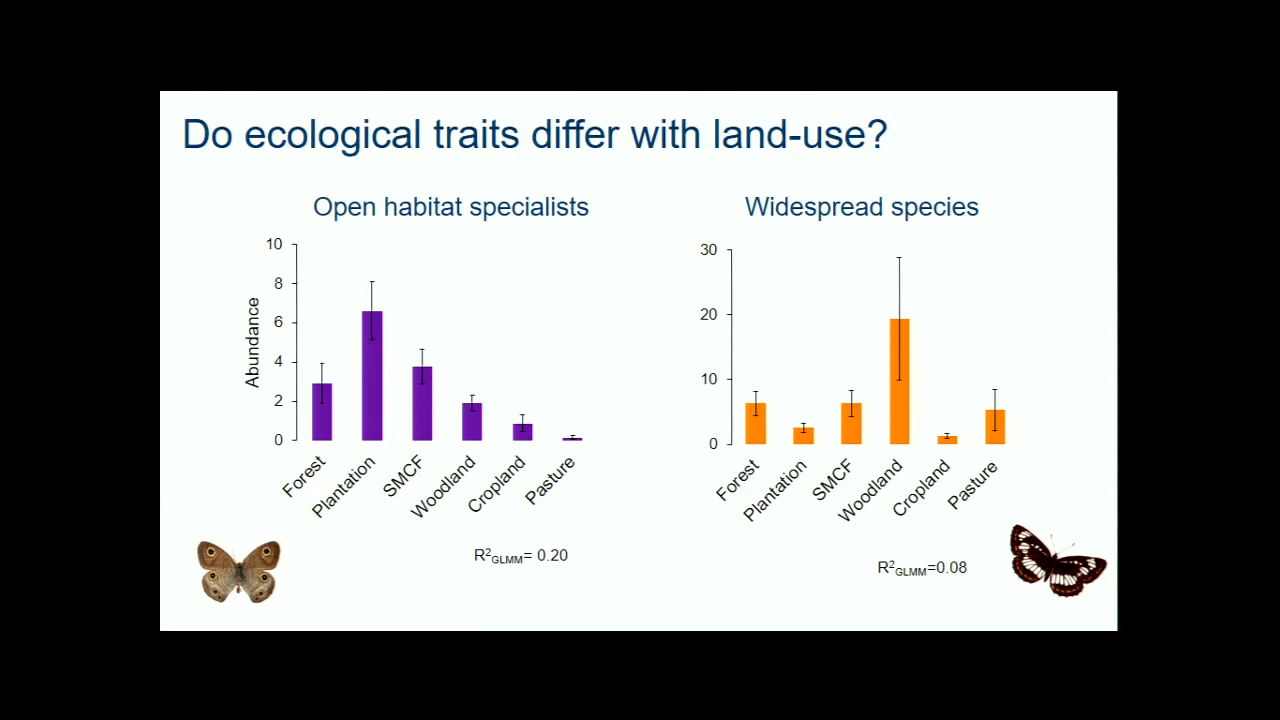 Do ecological traits differ with land-use?
Open habitat specialists
Abundance
10
8
6
4
2
0
Forest
Plantation
SMCF
Woodland
Cropland
Pasture
R²GLMM= 0.20
Widespread species
30
20
10
0
Forest
Plantation
SMCF
Woodland
Cropland
Pasture
R²GLMM=0.08